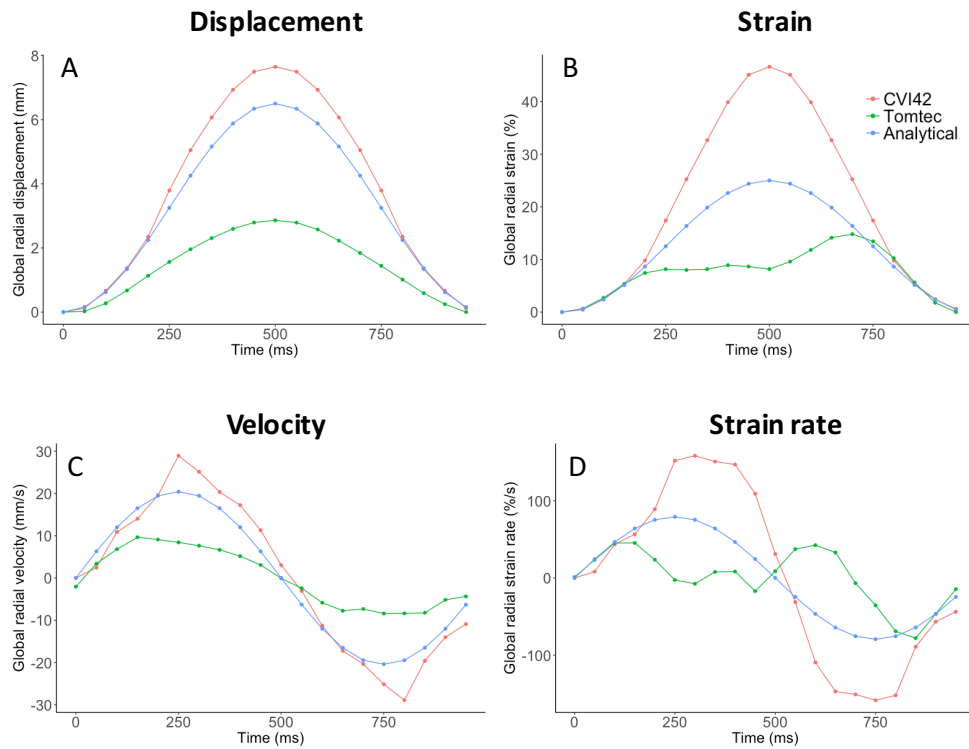 Displacement
A
Global radial displacement (mm)
8
6
4
2
0
0 250 500 750
Time (ms)
Strain
B
Global radial strain (%)
40
30
20
10
0
0 250 500 750
Time (ms)
CVI42
Tomtec
Analytical
Velocity
C
Global radial velocity (mm/s)
30
20
10
0
-10
-20
-30
0 250 500 750
Time (ms)
Strain rate
D
Global radial strain rate (%/s)
100
0
-100
0 250 500 750
Time (ms)